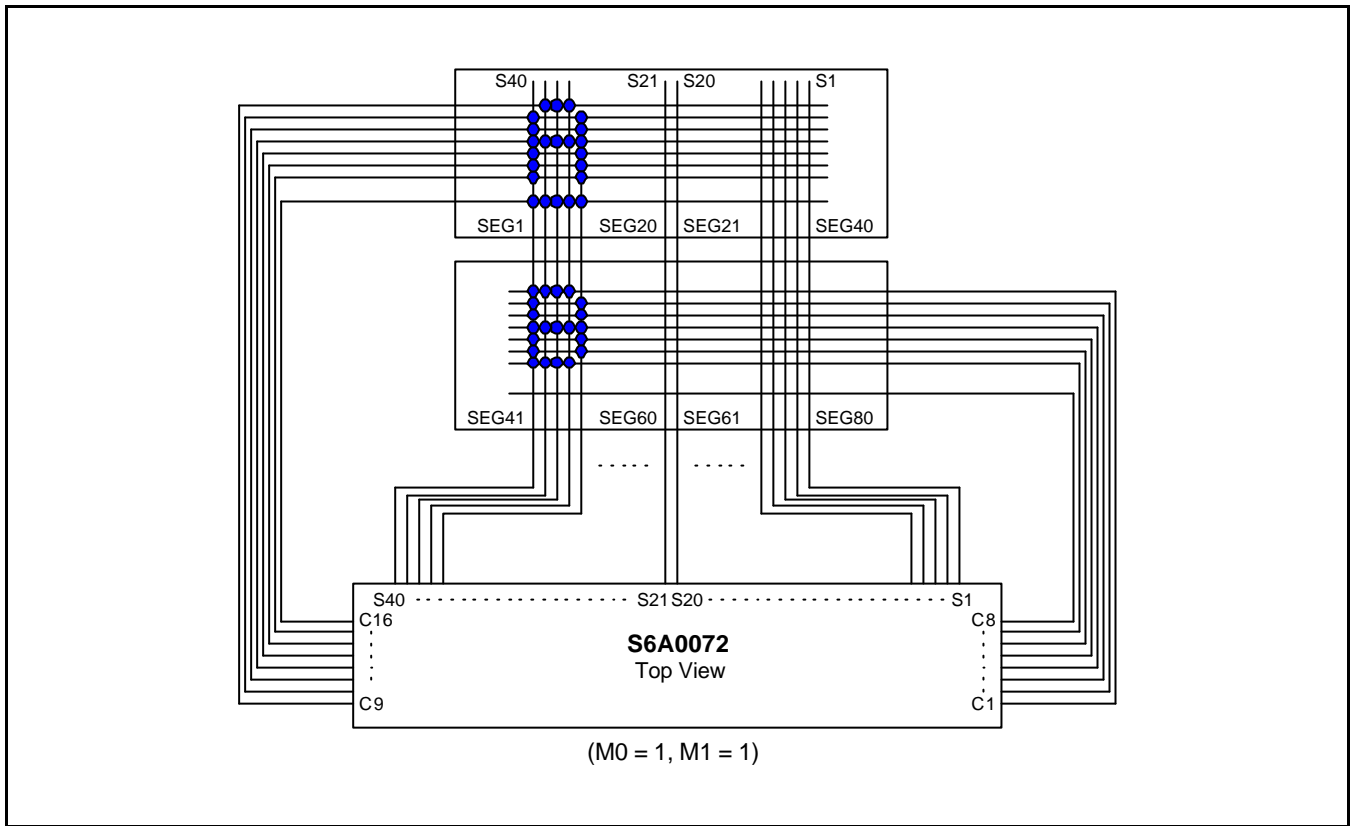 S40 S21 S20 S1
SEG1 SEG20 SEG21 SEG40
SEG41 SEG60 SEG61 SEG80
S40 S21 S20 S1
C16 C8
S6A0072
Top View
C9 C1
(M0 = 1, M1 = 1)